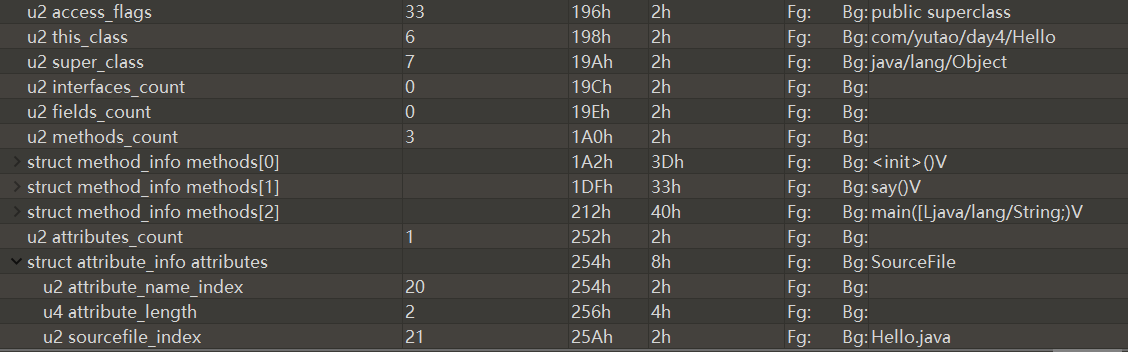 u2 access_flags 33 196h 2h Fg: Bg: public superclass
u2 this_class 6 198h 2h Fg: Bg: com/yutao/day4/Hello
u2 super_class 7 19Ah 2h Fg: Bg: java/lang/Object
u2 interfaces_count 0 19Ch 2h Fg: Bg:
u2 fields_count 0 19Eh 2h Fg: Bg:
u2 methods_count 3 1A0h 2h Fg: Bg:
struct method_info methods[0] 1A2h 3Dh Fg: Bg: <init>()V
struct method_info methods[1] 1DFh 33h Fg: Bg: say()V
struct method_info methods[2] 212h 40h Fg: Bg: main([Ljava/lang/String;)V
u2 attributes_count 1 252h 2h Fg: Bg:
struct attribute_info attributes 254h 8h Fg: Bg: SourceFile
u2 attribute_name_index 20 254h 2h Fg: Bg:
u4 attribute_length 2 256h 4h Fg: Bg:
u2 sourcefile_index 21 25Ah 2h Fg: Bg: Hello.java